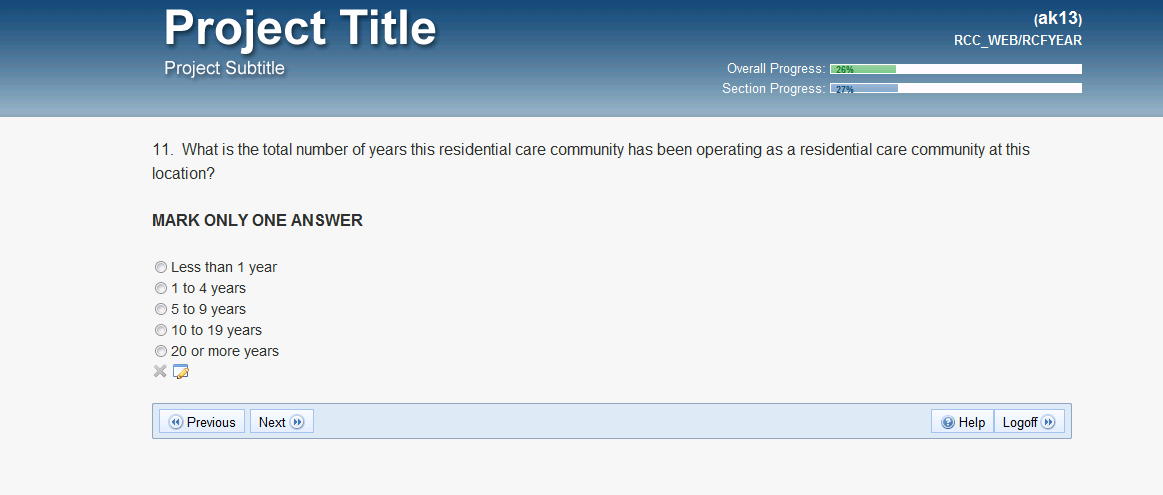 Project Title
Project Subtitle
(ak13)
RCC_WEB/RCFYEAR
Overall Progress: 26%
Section Progress: 27%
11.  What is the total number of years this residential care community has been operating as a residential care community at this
location?
MARK ONLY ONE ANSWER
Less than 1 year
1 to 4 years
5 to 9 years
10 to 19 years
20 or more years
Previous Next Help Logoff